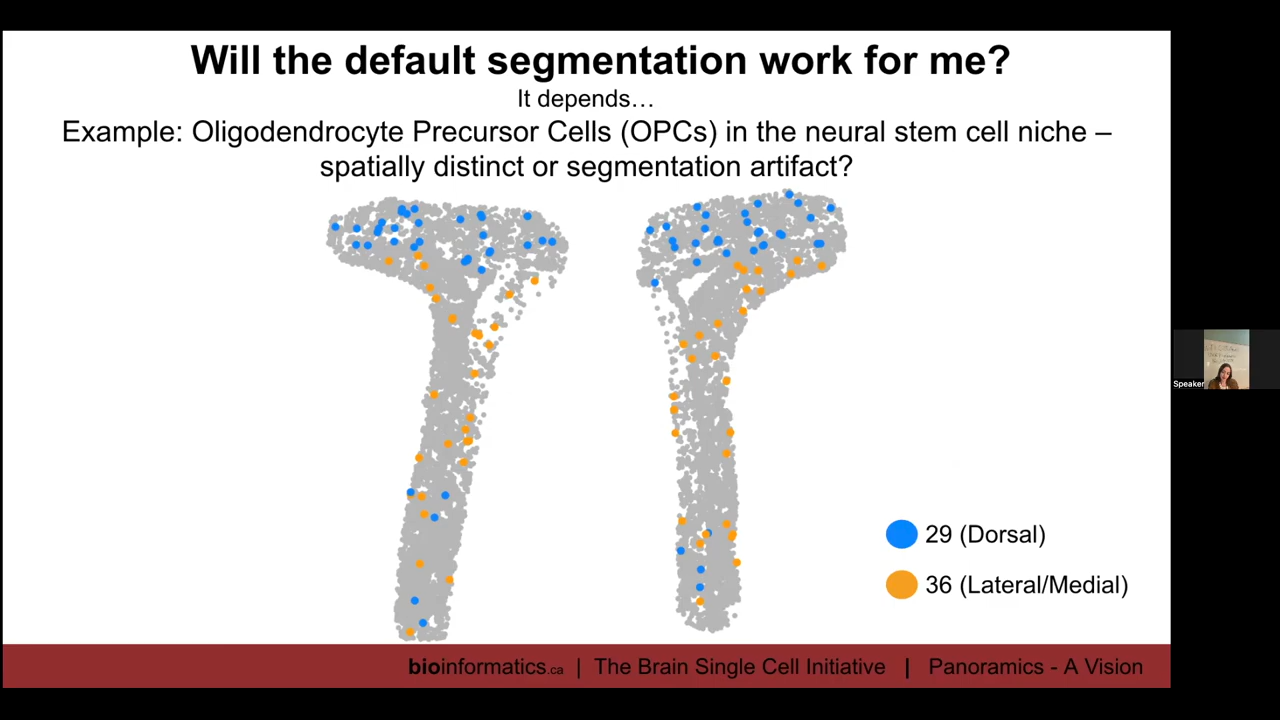 Will the default segmentation work for me?
It depends…
Example: Oligodendrocyte Precursor Cells (OPCs) in the neural stem cell niche –
spatially distinct or segmentation artifact?
29 (Dorsal)
36 (Lateral/Medial)
Speaker
bioinformatics.ca | The Brain Single Cell Initiative | Panoramics - A Vision